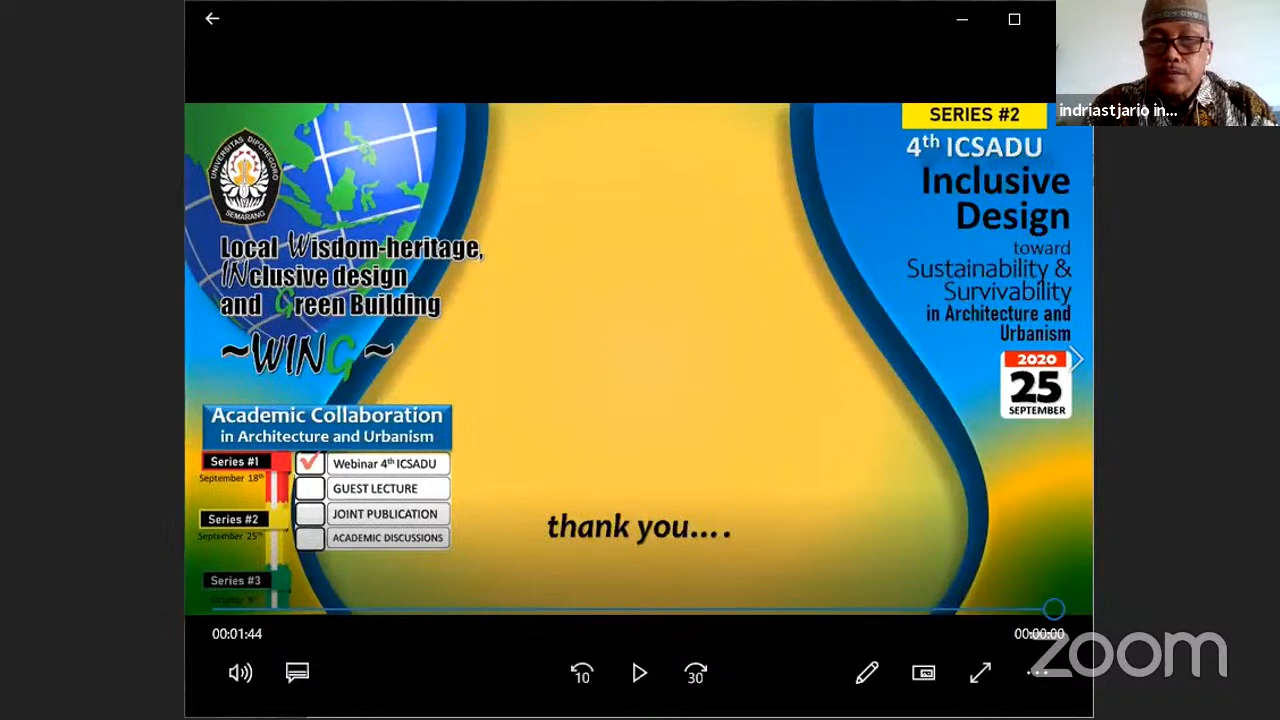 indriastjario in...
SERIES #2
4th ICSADU
Inclusive
Design
toward
Sustainability &
Survivability
in Architecture and
Urbanism
2020
25
SEPTEMBER
UNIVERSITAS DIPONEGORO
SEMARANG
Local Wisdom-heritage,
INclusive design
and Green Building
~WING~
Academic Collaboration
in Architecture and Urbanism
Series #1
September 18th
Webinar 4th ICSADU
GUEST LECTURE
Series #2
September 25th
JOINT PUBLICATION
ACADEMIC DISCUSSIONS
Series #3
thank you....
00:01:44
00:00:00
10
30
zoom